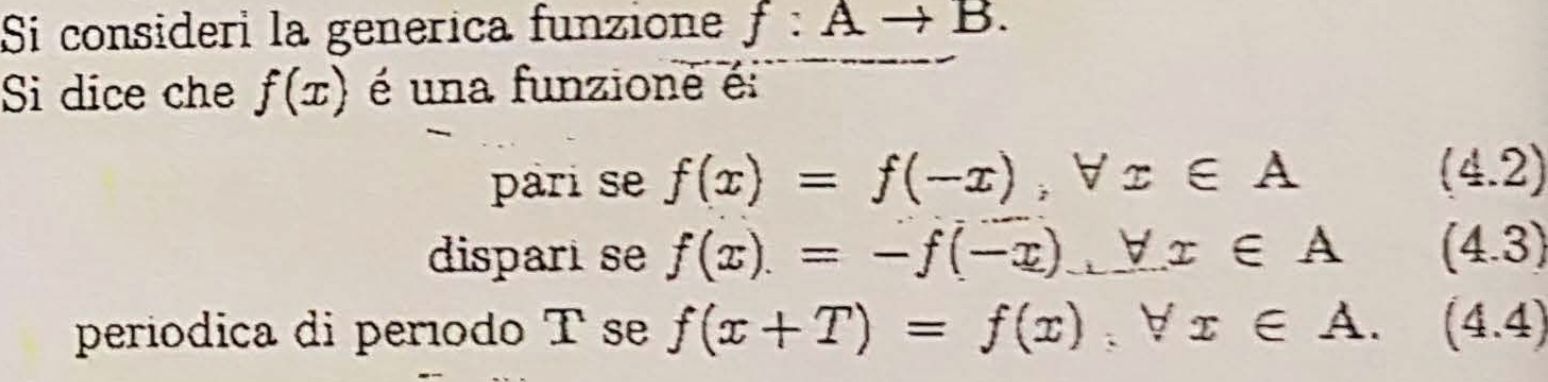 Si consideri la generica funzione f : A → B.
Si dice che f(x) é una funzione é:
pari se f(x) = f(−x) , ∀ x ∈ A (4.2)
dispari se f(x) = −f(−x) , ∀ x ∈ A (4.3)
periodica di periodo T se f(x + T) = f(x) , ∀ x ∈ A. (4.4)